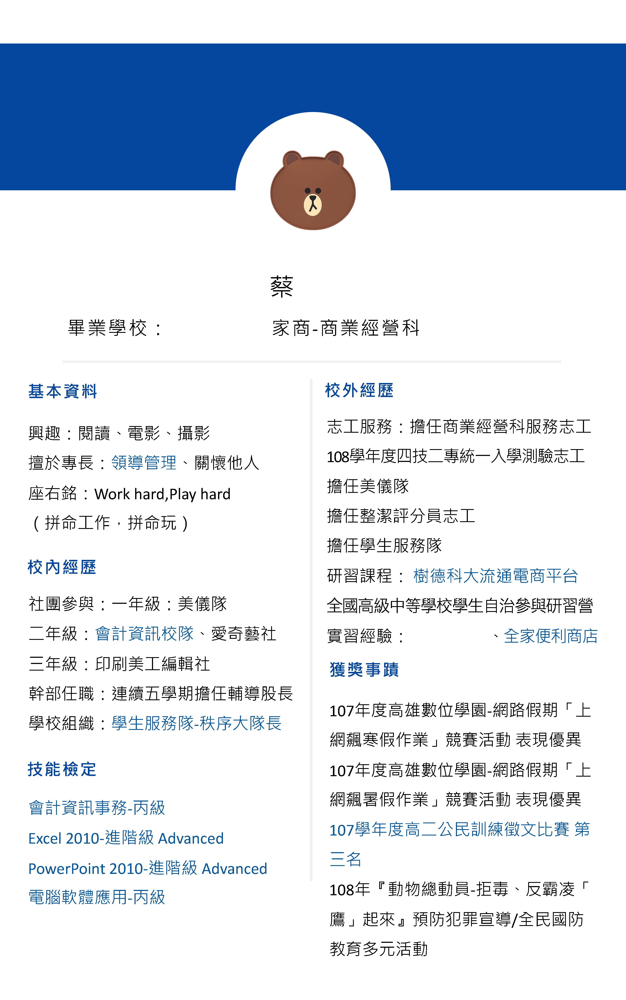 蔡
畢業學校： 家商-商業經營科
基本資料
興趣：閱讀、電影、攝影
擅於專長：領導管理、關懷他人
座右銘：Work hard,Play hard
（拼命工作，拼命玩）
校內經歷
社團參與：一年級：美儀隊
二年級：會計資訊校隊、愛奇藝社
三年級：印刷美工編輯社
幹部任職：連續五學期擔任輔導股長
學校組織：學生服務隊-秩序大隊長
技能檢定
會計資訊事務-丙級
Excel 2010-進階級 Advanced
PowerPoint 2010-進階級 Advanced
電腦軟體應用-丙級
校外經歷
志工服務：擔任商業經營科服務志工
108學年度四技二專統一入學測驗志工
擔任美儀隊
擔任整潔評分員志工
擔任學生服務隊
研習課程： 樹德科大流通電商平台
全國高級中等學校學生自治參與研習營
實習經驗： 、全家便利商店
獲獎事蹟
107年度高雄數位學園-網路假期「上
網飆寒假作業」競賽活動 表現優異
107年度高雄數位學園-網路假期「上
網飆暑假作業」競賽活動 表現優異
107學年度高二公民訓練徵文比賽 第
三名
108年『動物總動員-拒毒、反霸凌「
鷹」起來』預防犯罪宣導/全民國防
教育多元活動